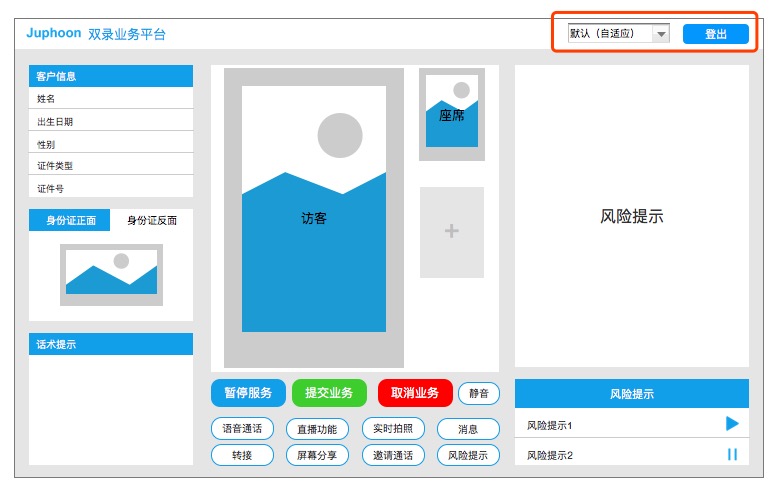 Juphoon 双录业务平台
默认（自适应）
登出
客户信息
姓名
出生日期
性别
证件类型
证件号
身份证正面
身份证反面
话术提示
访客
座席
+
暂停服务
提交业务
取消业务
静音
语音通话
直播功能
实时拍照
消息
转接
屏幕分享
邀请通话
风险提示
风险提示
风险提示
风险提示1
风险提示2